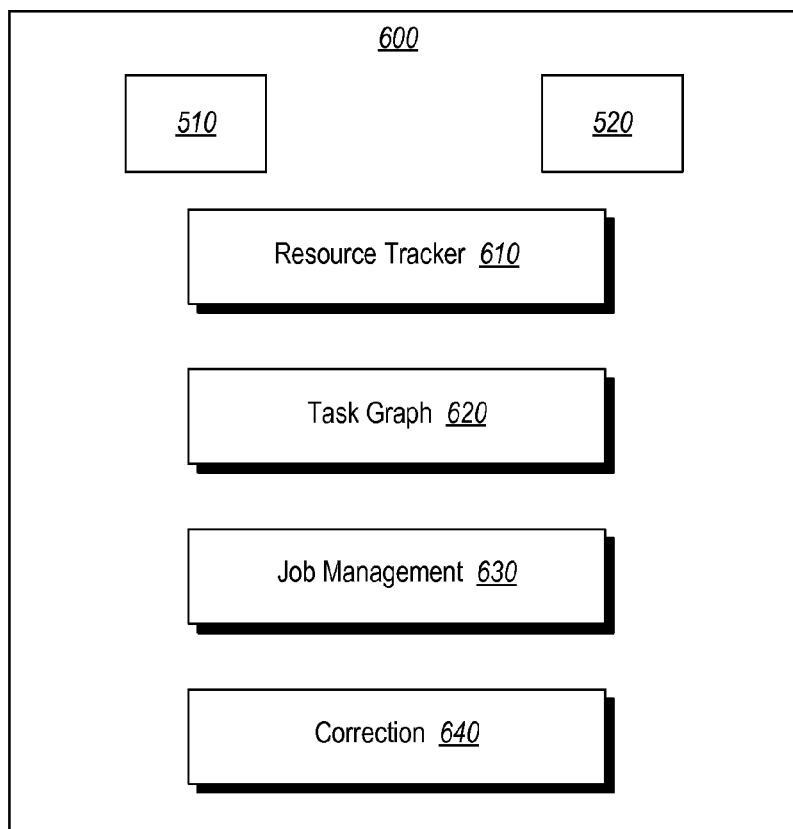 600
510 520
Resource Tracker 610
Task Graph 620
Job Management 630
Correction 640